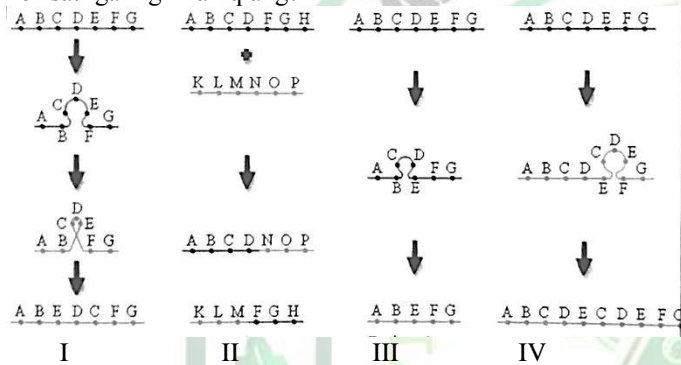 A B C D E F G
A B C D F G H
A B C D E F G
A B C D E F G
K L M N O P
D
C E
A G
B F
C D
A F G
B E
D
C E
A B C D G
E F
D
C E
A B F G
A B C D N O P
A B E D C F G
K L M F G H
A B E F G
A B C D E C D E F G
I II III IV